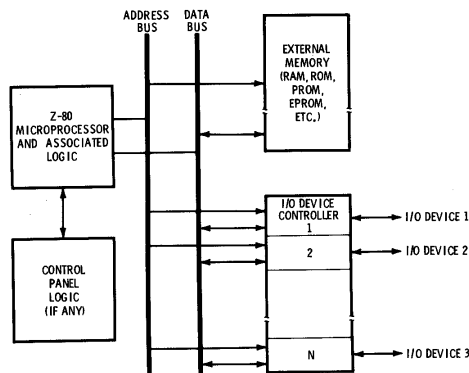 ADDRESS
BUS
DATA
BUS
EXTERNAL
MEMORY
(RAM, ROM,
PROM,
EPROM,
ETC.)
Z-80
MICROPROCESSOR
AND ASSOCIATED
LOGIC
CONTROL
PANEL
LOGIC
(IF ANY)
I/O DEVICE
CONTROLLER
1
I/O DEVICE 1
2
I/O DEVICE 2
N
I/O DEVICE 3